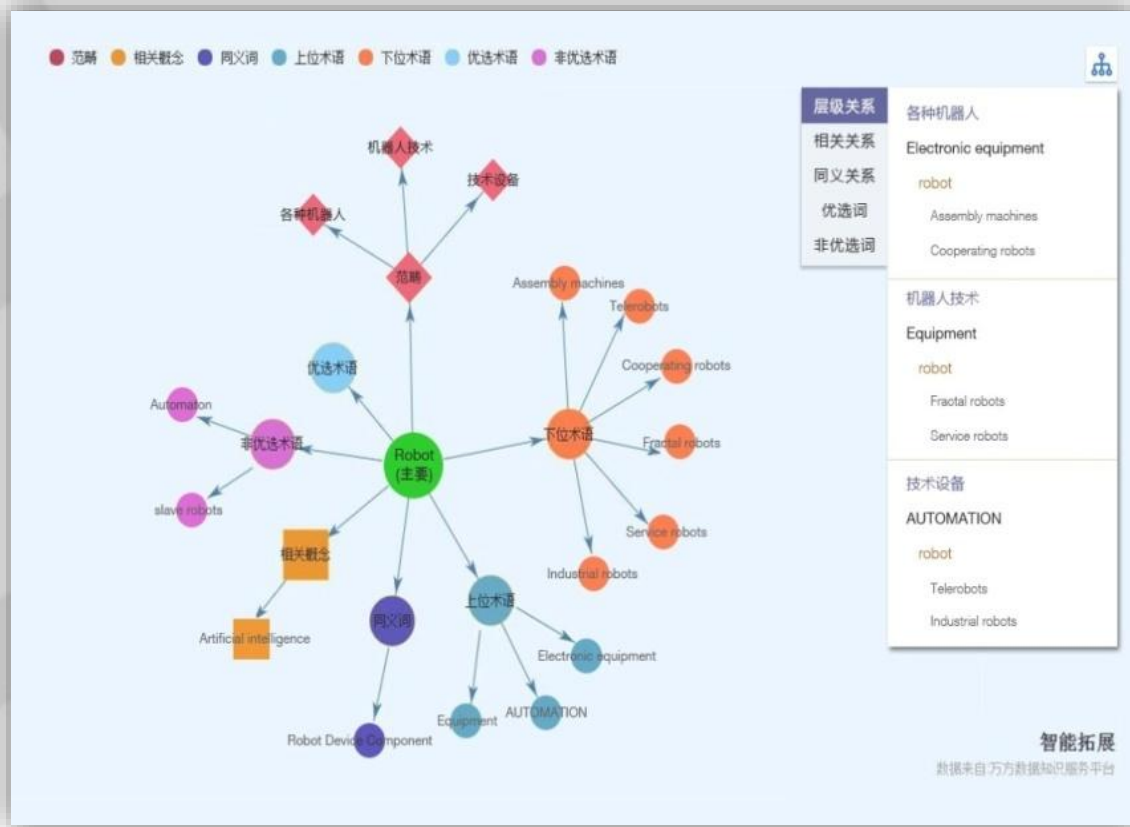 范畴 相关概念 同义词 上位术语 下位术语 优选术语 非优选术语
机器人技术
技术设备
各种机器人
范畴
Assembly machines
Telerobots
优选术语
Cooperating robots
Automaton
非优选术语
下位术语
Fractal robots
Robot
(主要)
slave robots
Service robots
相关概念
Industrial robots
同义词
上位术语
Artificial intelligence
Electronic equipment
Equipment
AUTOMATION
Robot Device Component
层级关系
相关关系
同义关系
优选词
非优选词
各种机器人
Electronic equipment
robot
Assembly machines
Cooperating robots
机器人技术
Equipment
robot
Fractal robots
Service robots
技术设备
AUTOMATION
robot
Telerobots
Industrial robots
智能拓展
数据来自万方数据知识服务平台